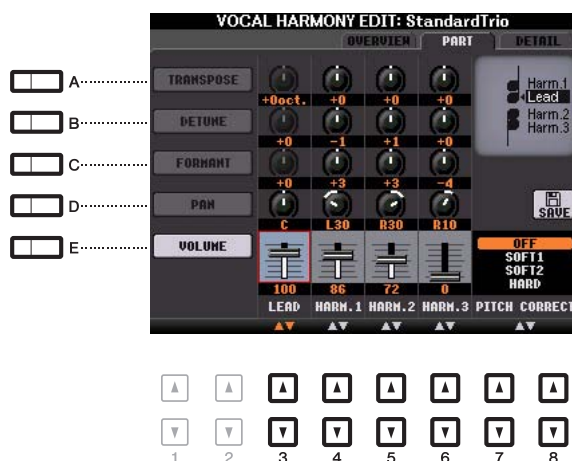 VOCAL HARMONY EDIT: StandardTrio
OVERVIEW PART DETAIL
A TRANSPOSE
+0oct. +0 +0 +0
B DETUNE
+0 -1 +1 +0
C FORMANT
+0 +3 +3 -4
D PAN
C L30 R30 R10
E VOLUME
100 86 72 0
LEAD HARM.1 HARM.2 HARM.3 PITCH CORRECT
Harm.1
Lead
Harm.2
Harm.3
SAVE
OFF
SOFT1
SOFT2
HARD
1 2 3 4 5 6 7 8